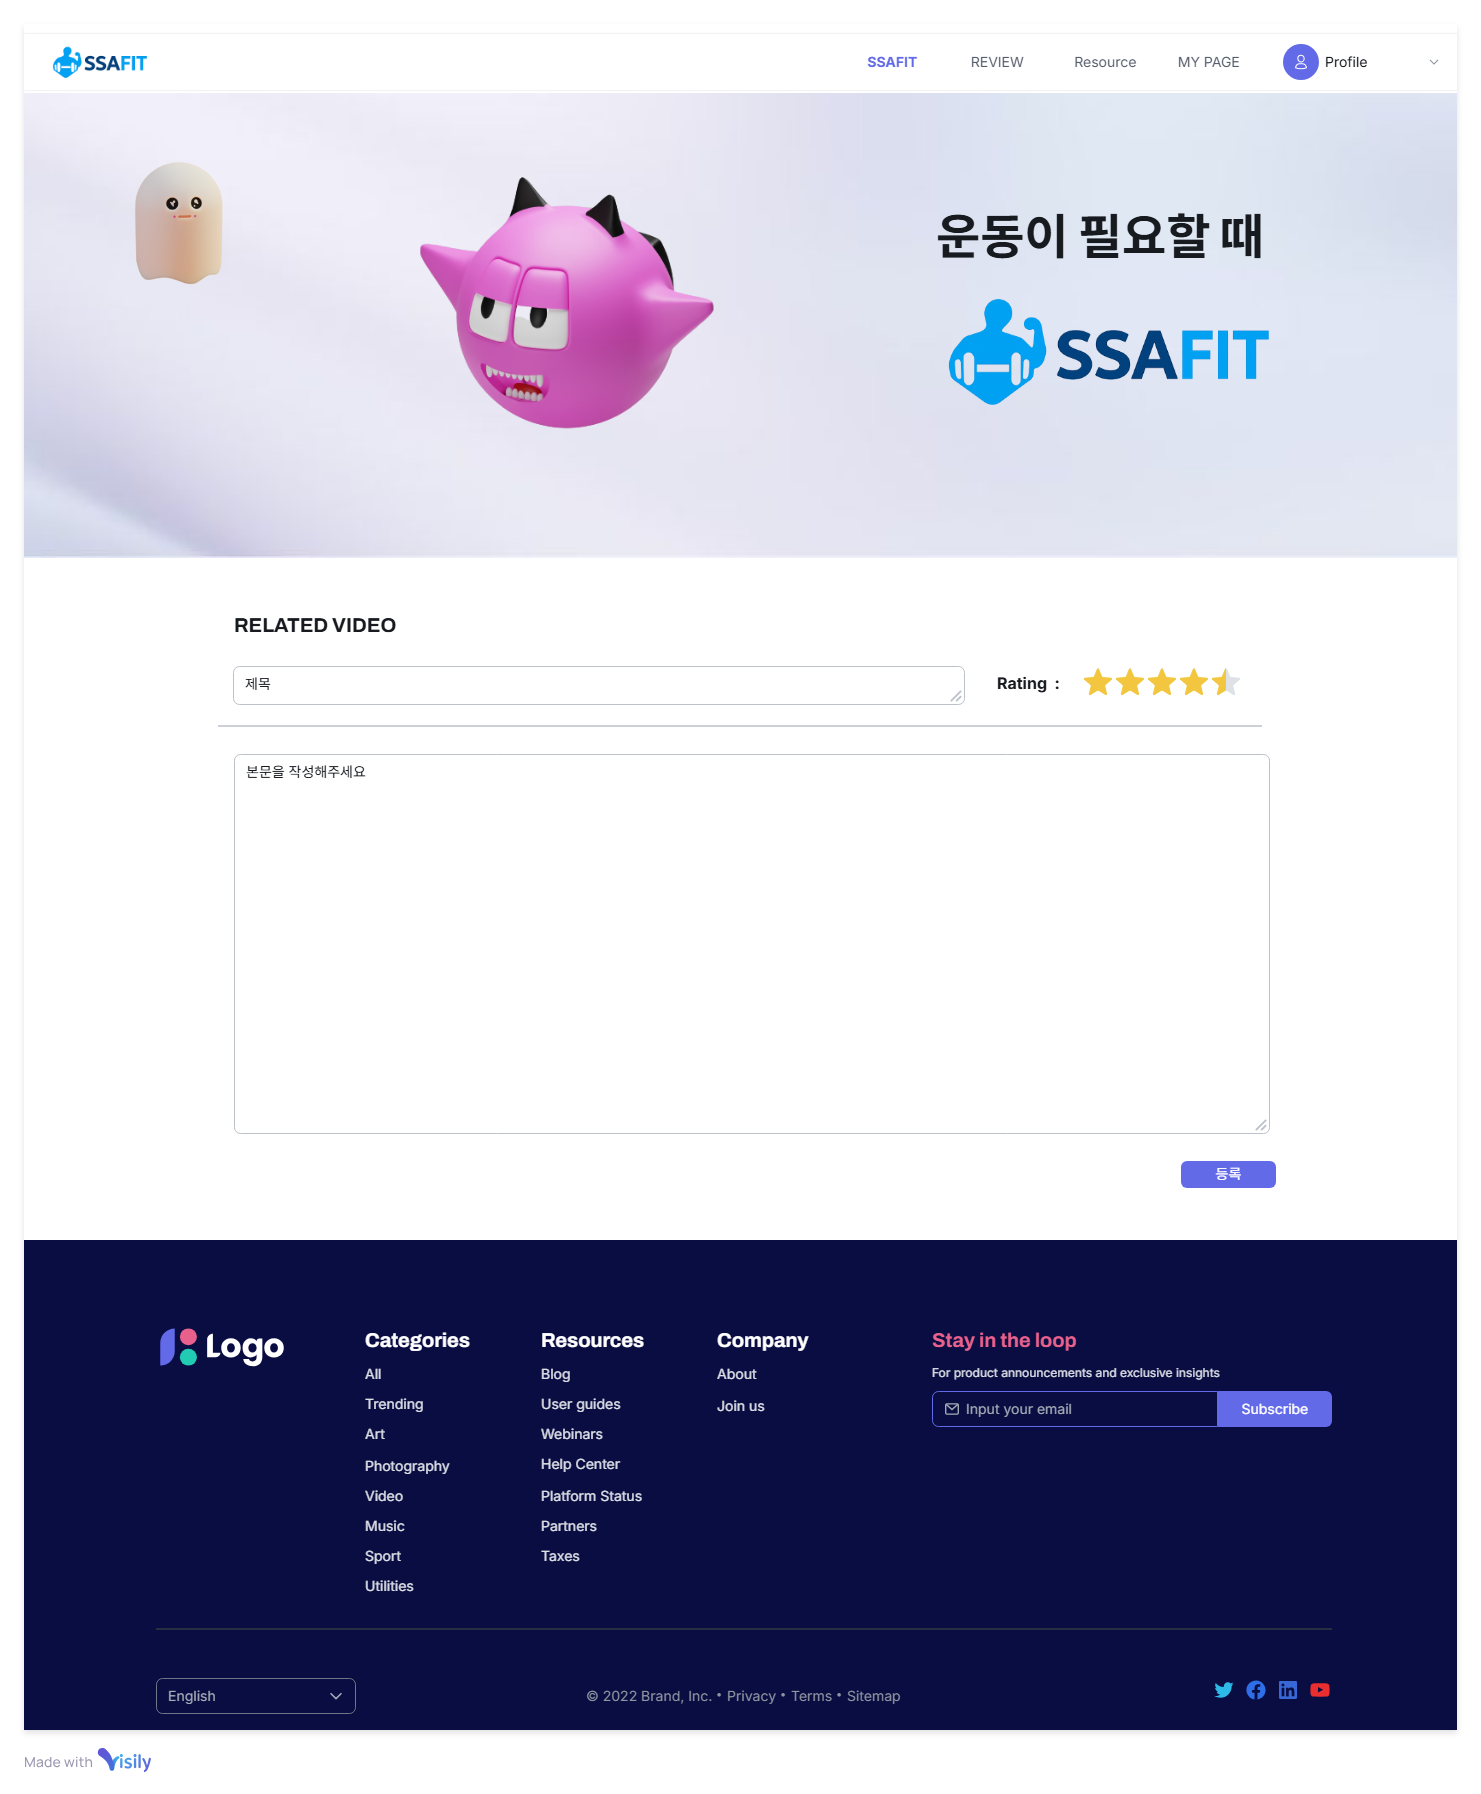 SSAFIT
SSAFIT
REVIEW
Resource
MY PAGE
Profile
운동이 필요할 때
SSAFIT
RELATED VIDEO
제목
Rating :
본문을 작성해주세요
등록
Logo
Categories
All
Trending
Art
Photography
Video
Music
Sport
Utilities
Resources
Blog
User guides
Webinars
Help Center
Platform Status
Partners
Taxes
Company
About
Join us
Stay in the loop
For product announcements and exclusive insights
Input your email
Subscribe
English
© 2022 Brand, Inc. • Privacy • Terms • Sitemap
Made with Visily